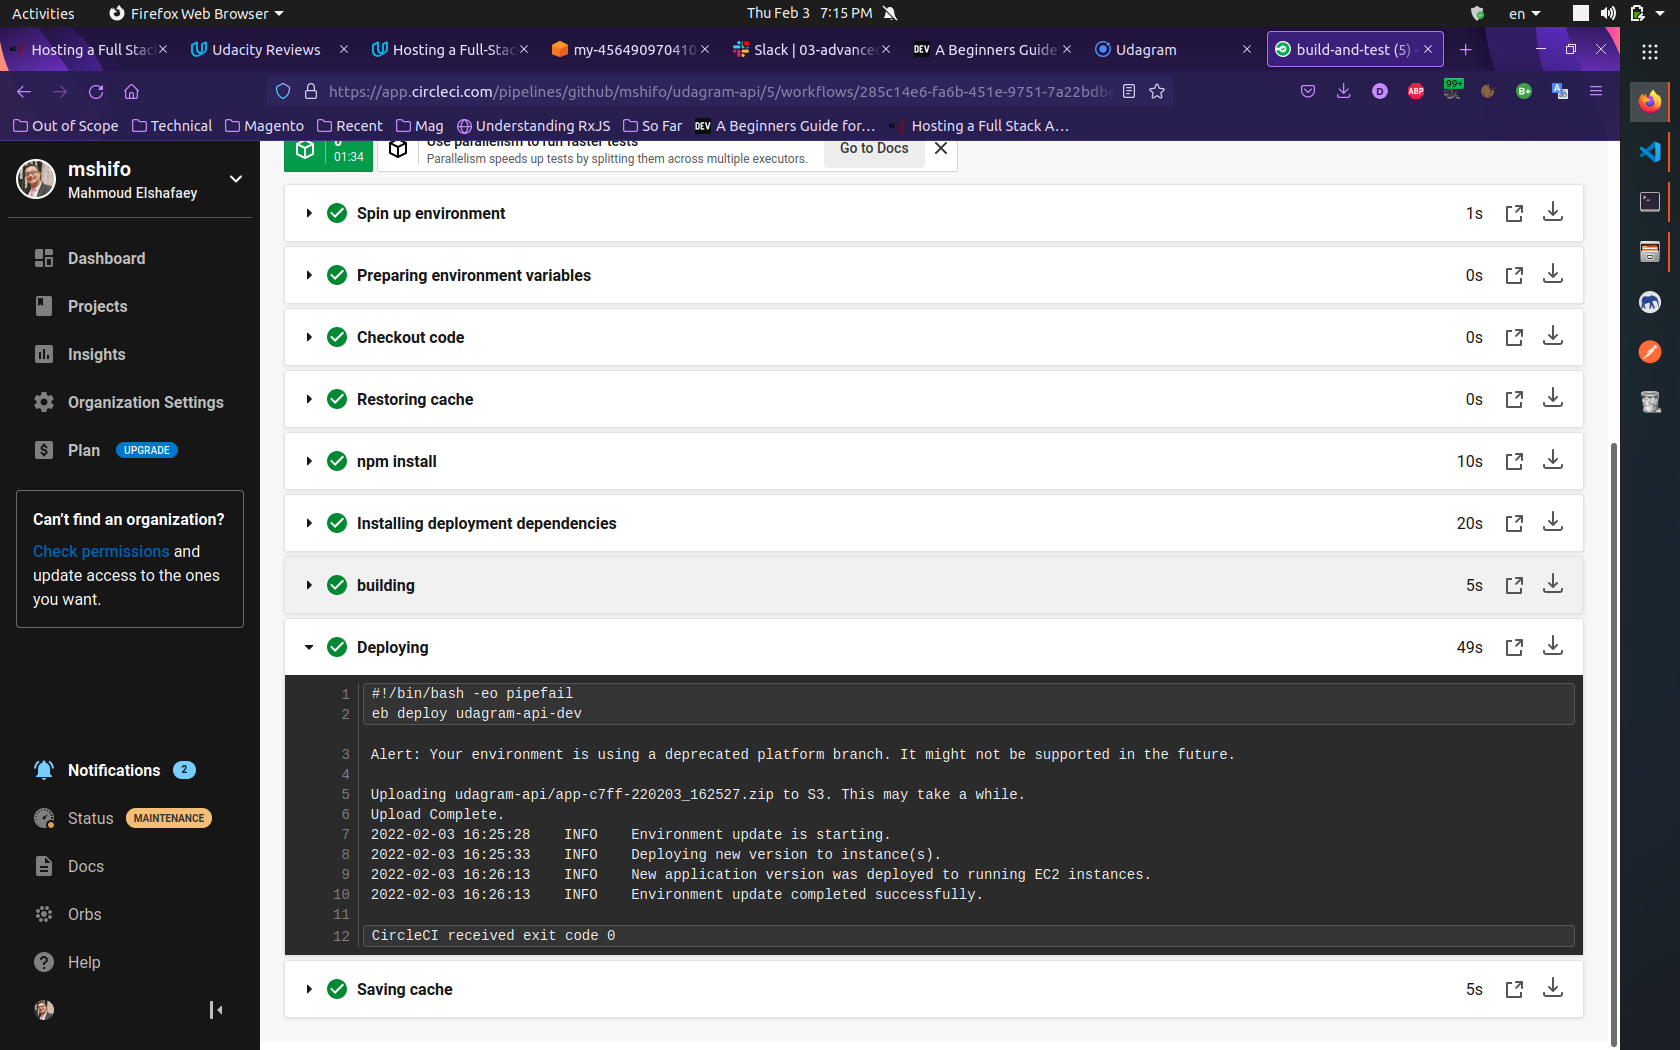 Activities Firefox Web Browser Thu Feb 3 7:15 PM en
Hosting a Full Stac Udacity Reviews Hosting a Full-Stac my-456490970410 Slack | 03-advance DEV A Beginners Guide Udagram build-and-test (5) -
https://app.circleci.com/pipelines/github/mshifo/udagram-api/5/workflows/285c14e6-fa6b-451e-9751-7a22bdb D ABP 99+ B+
Out of Scope Technical Magento Recent Mag Understanding RxJS So Far DEV A Beginners Guide for... Hosting a Full Stack A...
mshifo
Mahmoud Elshafaey
Dashboard
Projects
Insights
Organization Settings
Plan UPGRADE
Can't find an organization?
Check permissions and
update access to the ones
you want.
Notifications 2
Status MAINTENANCE
Docs
Orbs
Help
0
01:34
Use parallelism to run faster tests
Parallelism speeds up tests by splitting them across multiple executors.
Go to Docs
Spin up environment 1s
Preparing environment variables 0s
Checkout code 0s
Restoring cache 0s
npm install 10s
Installing deployment dependencies 20s
building 5s
Deploying 49s
1 #!/bin/bash -eo pipefail
2 eb deploy udagram-api-dev
3 Alert: Your environment is using a deprecated platform branch. It might not be supported in the future.
4
5 Uploading udagram-api/app-c7ff-220203_162527.zip to S3. This may take a while.
6 Upload Complete.
7 2022-02-03 16:25:28 INFO Environment update is starting.
8 2022-02-03 16:25:33 INFO Deploying new version to instance(s).
9 2022-02-03 16:26:13 INFO New application version was deployed to running EC2 instances.
10 2022-02-03 16:26:13 INFO Environment update completed successfully.
11
12 CircleCI received exit code 0
Saving cache 5s